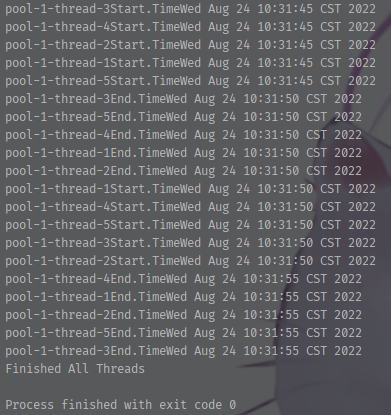 pool-1-thread-3Start.TimeWed Aug 24 10:31:45 CST 2022
pool-1-thread-4Start.TimeWed Aug 24 10:31:45 CST 2022
pool-1-thread-2Start.TimeWed Aug 24 10:31:45 CST 2022
pool-1-thread-1Start.TimeWed Aug 24 10:31:45 CST 2022
pool-1-thread-5Start.TimeWed Aug 24 10:31:45 CST 2022
pool-1-thread-3End.TimeWed Aug 24 10:31:50 CST 2022
pool-1-thread-5End.TimeWed Aug 24 10:31:50 CST 2022
pool-1-thread-4End.TimeWed Aug 24 10:31:50 CST 2022
pool-1-thread-1End.TimeWed Aug 24 10:31:50 CST 2022
pool-1-thread-2End.TimeWed Aug 24 10:31:50 CST 2022
pool-1-thread-1Start.TimeWed Aug 24 10:31:50 CST 2022
pool-1-thread-4Start.TimeWed Aug 24 10:31:50 CST 2022
pool-1-thread-5Start.TimeWed Aug 24 10:31:50 CST 2022
pool-1-thread-3Start.TimeWed Aug 24 10:31:50 CST 2022
pool-1-thread-2Start.TimeWed Aug 24 10:31:50 CST 2022
pool-1-thread-4End.TimeWed Aug 24 10:31:55 CST 2022
pool-1-thread-1End.TimeWed Aug 24 10:31:55 CST 2022
pool-1-thread-2End.TimeWed Aug 24 10:31:55 CST 2022
pool-1-thread-5End.TimeWed Aug 24 10:31:55 CST 2022
pool-1-thread-3End.TimeWed Aug 24 10:31:55 CST 2022
Finished All Threads
Process finished with exit code 0